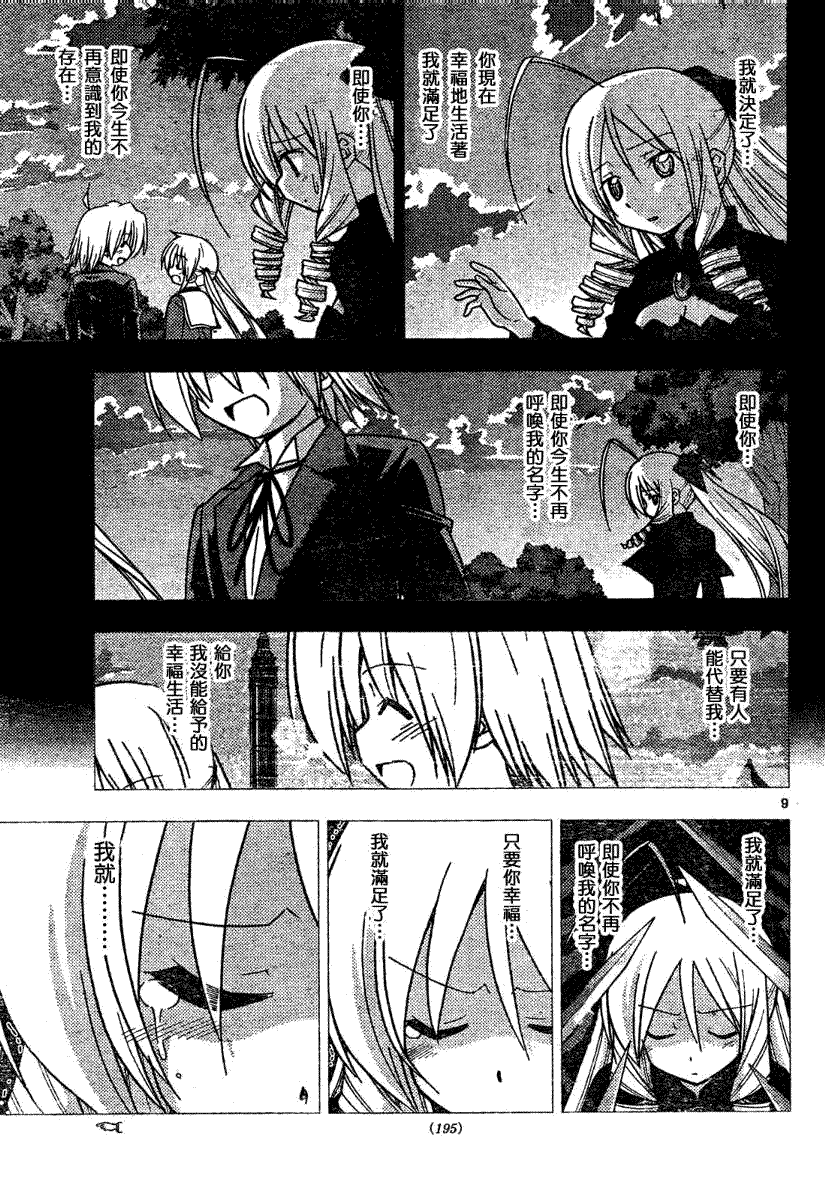 我就決定了…
你現在
幸福地生活著
我就滿足了
即使你…
即使你今生不
再意識到我的
存在…
即使你…
即使你今生不再
呼喚我的名字…
只要有人
能代替我…
給你
我沒能給予的
幸福生活…
9
我就滿足了…
即使你不再
呼喚我的名字…
只要你幸福…
我就滿足了…
我就………
(195)